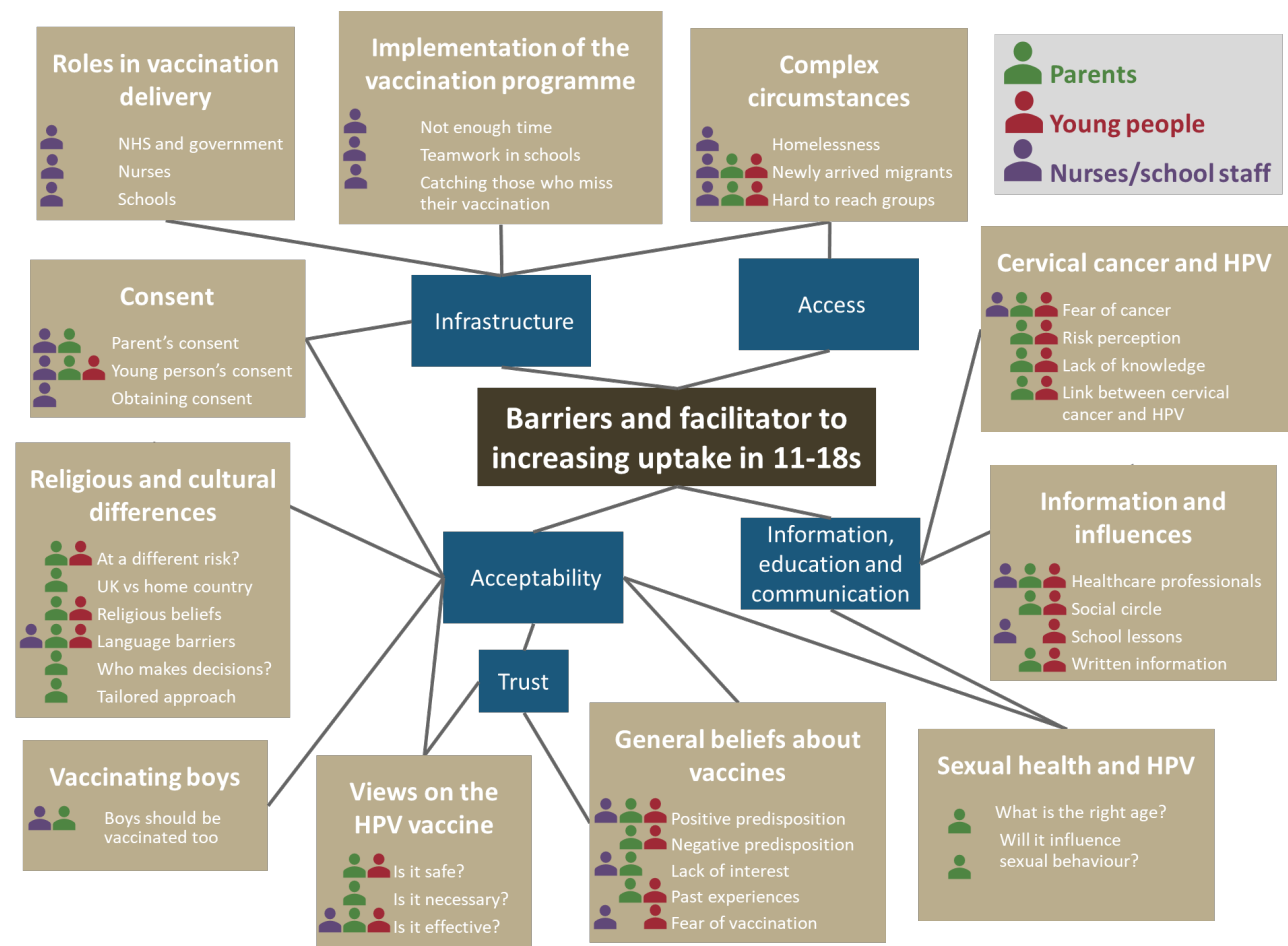 Roles in vaccination
delivery
NHS and government
Nurses
Schools
Implementation of the
vaccination programme
Not enough time
Teamwork in schools
Catching those who miss
their vaccination
Complex
circumstances
Homelessness
Newly arrived migrants
Hard to reach groups
Parents
Young people
Nurses/school staff
Consent
Parent's consent
Young person's consent
Obtaining consent
Infrastructure
Access
Cervical cancer and HPV
Fear of cancer
Risk perception
Lack of knowledge
Link between cervical
cancer and HPV
Barriers and facilitator to
increasing uptake in 11-18s
Religious and cultural
differences
At a different risk?
UK vs home country
Religious beliefs
Language barriers
Who makes decisions?
Tailored approach
Acceptability
Information,
education and
communication
Information and
influences
Healthcare professionals
Social circle
School lessons
Written information
Trust
Vaccinating boys
Boys should be
vaccinated too
Views on the
HPV vaccine
Is it safe?
Is it necessary?
Is it effective?
General beliefs about
vaccines
Positive predisposition
Negative predisposition
Lack of interest
Past experiences
Fear of vaccination
Sexual health and HPV
What is the right age?
Will it influence
sexual behaviour?